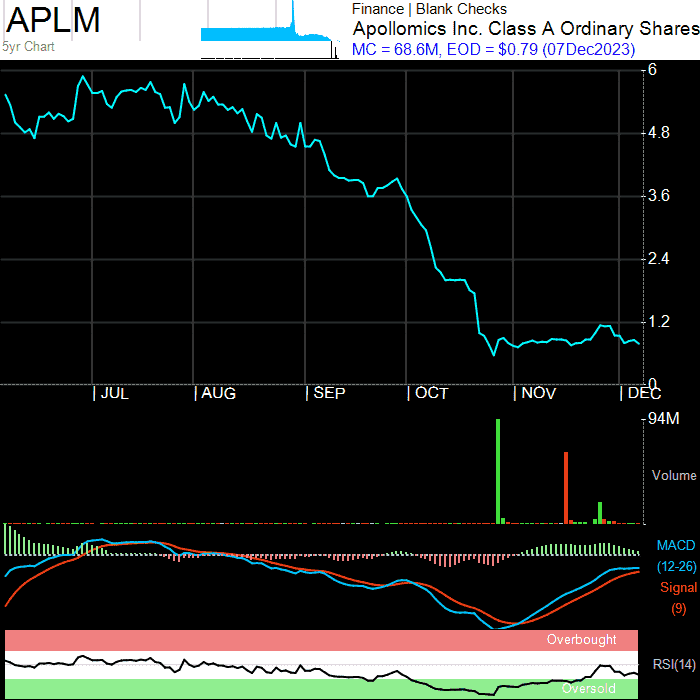 APLM
5yr Chart
Finance | Blank Checks
Apollomics Inc. Class A Ordinary Shares
MC = 68.6M, EOD = $0.79 (07Dec2023)
6
4.8
3.6
2.4
1.2
0
| JUL | AUG | SEP | OCT | NOV | DEC
94M
Volume
MACD
(12-26)
Signal
(9)
Overbought
RSI(14)
Oversold